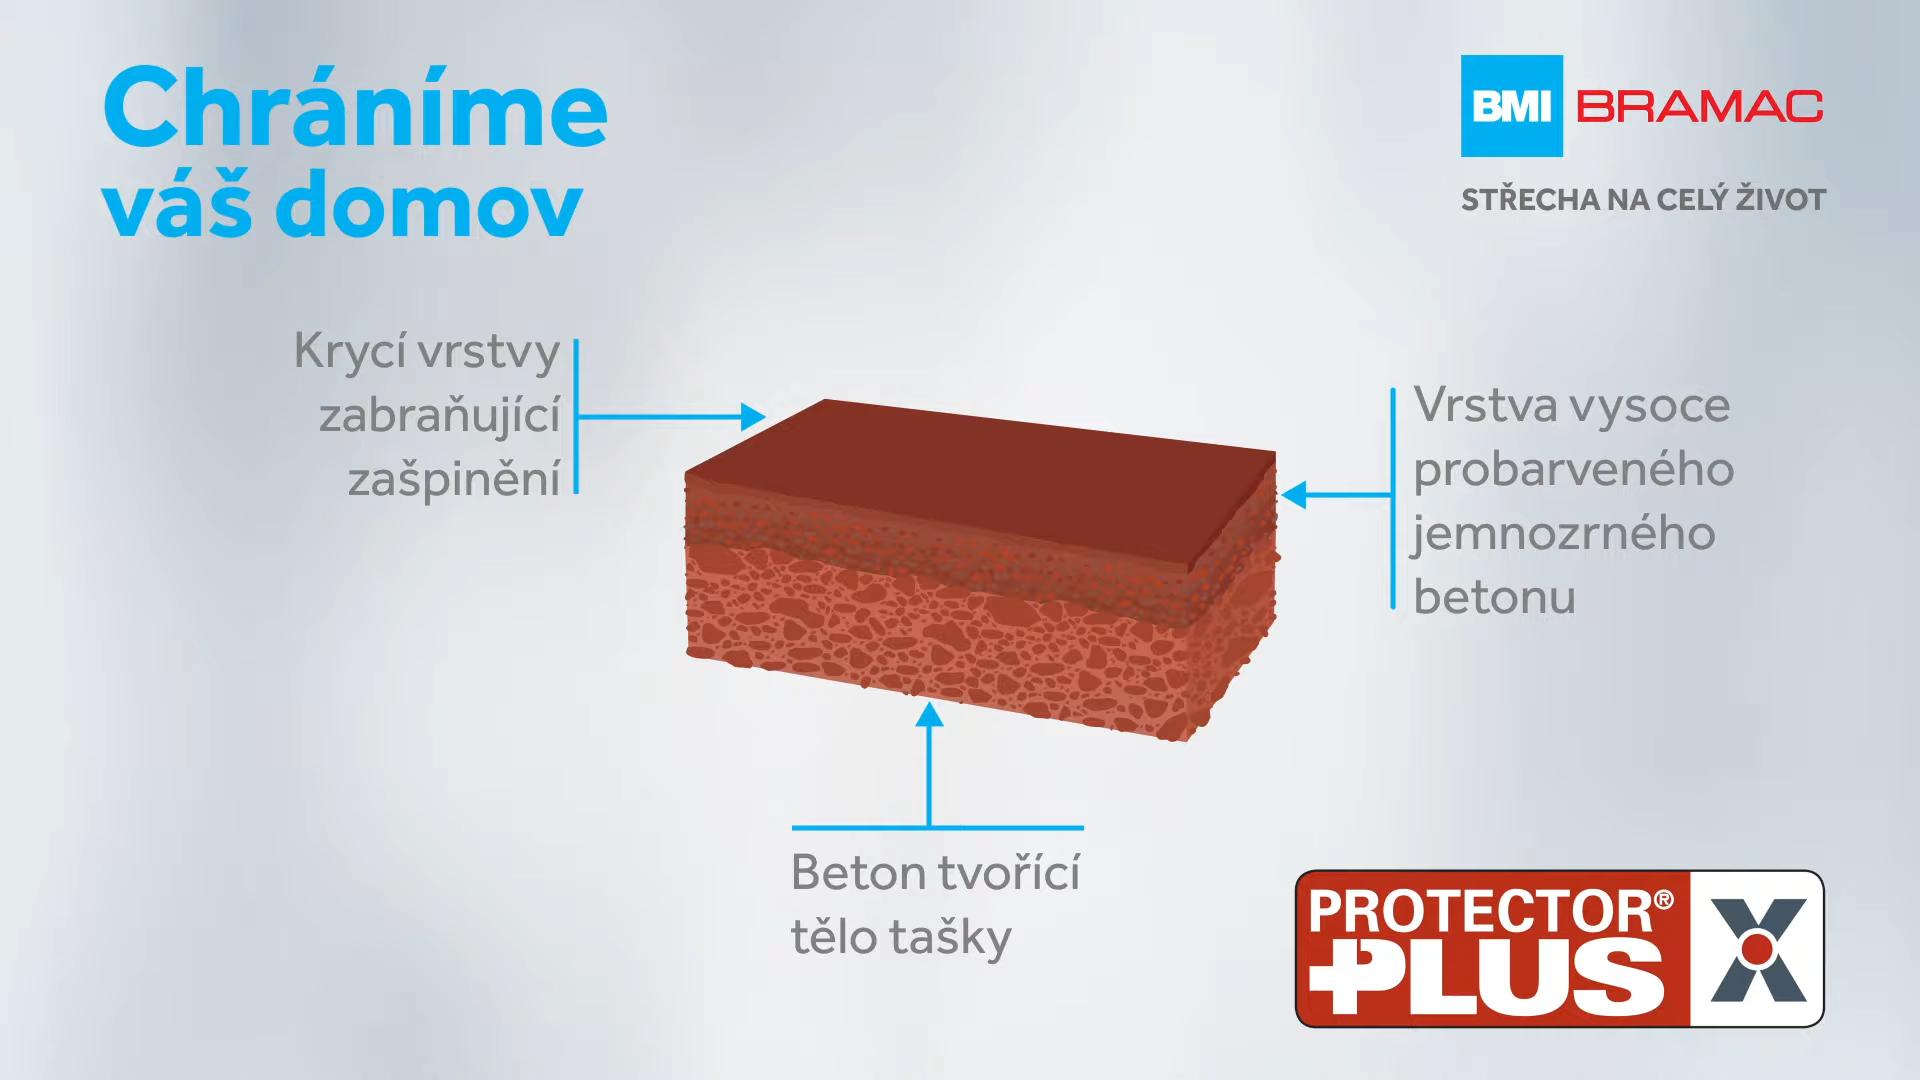 Chráníme
váš domov
BMI BRAMAC
STŘECHA NA CELÝ ŽIVOT
Krycí vrstvy
zabraňující
zašpinění
Vrstva vysoce
probarveného
jemnozrného
betonu
Beton tvořící
tělo tašky
PROTECTOR®
PLUS X